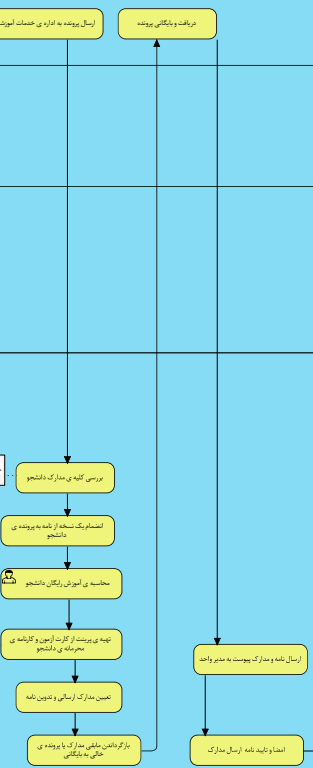 ارسال پرونده به اداره ی خدمات آموزشی
دریافت و بایگانی پرونده
بررسی کلیه ی مدارک دانشجو
انضمام یک نسخه از نامه به پرونده ی
دانشجو
محاسبه ی آموزش رایگان دانشجو
تهیه ی پرینت از کارت آزمون و کارنامه ی
محرمانه ی دانشجو
ارسال نامه و مدارک پیوست به مدیر واحد
تعیین مدارک ارسالی و تدوین نامه
بازگرداندن مابقی مدارک یا پرونده ی
خالی به بایگانی
امضا و تایید نامه ارسال مدارک